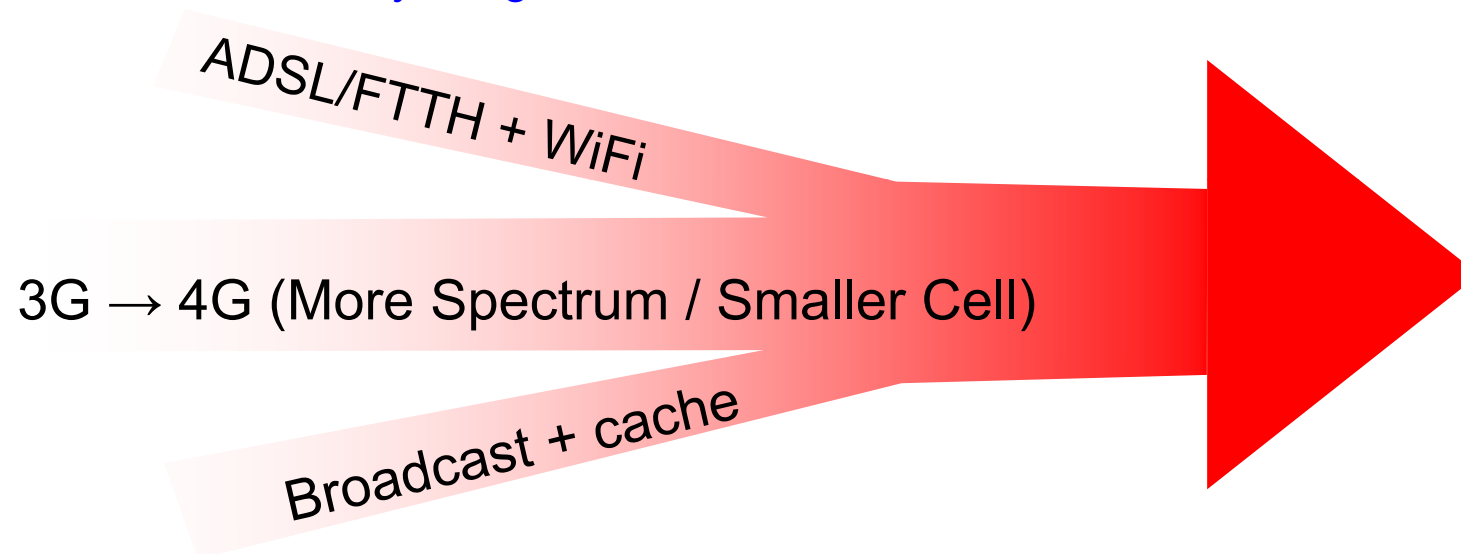 ADSL/FTTH + WiFi
3G → 4G (More Spectrum / Smaller Cell)
Broadcast + cache